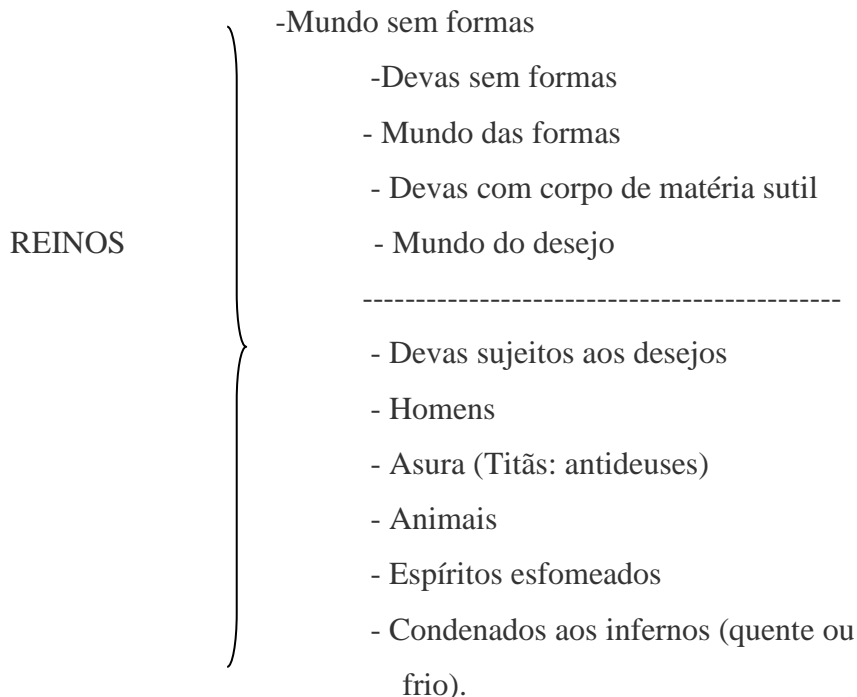 -Mundo sem formas
-Devas sem formas
- Mundo das formas
- Devas com corpo de matéria sutil
REINOS
- Mundo do desejo
---------------------------------------------
- Devas sujeitos aos desejos
- Homens
- Asura (Titãs: antideuses)
- Animais
- Espíritos esfomeados
- Condenados aos infernos (quente ou
frio).